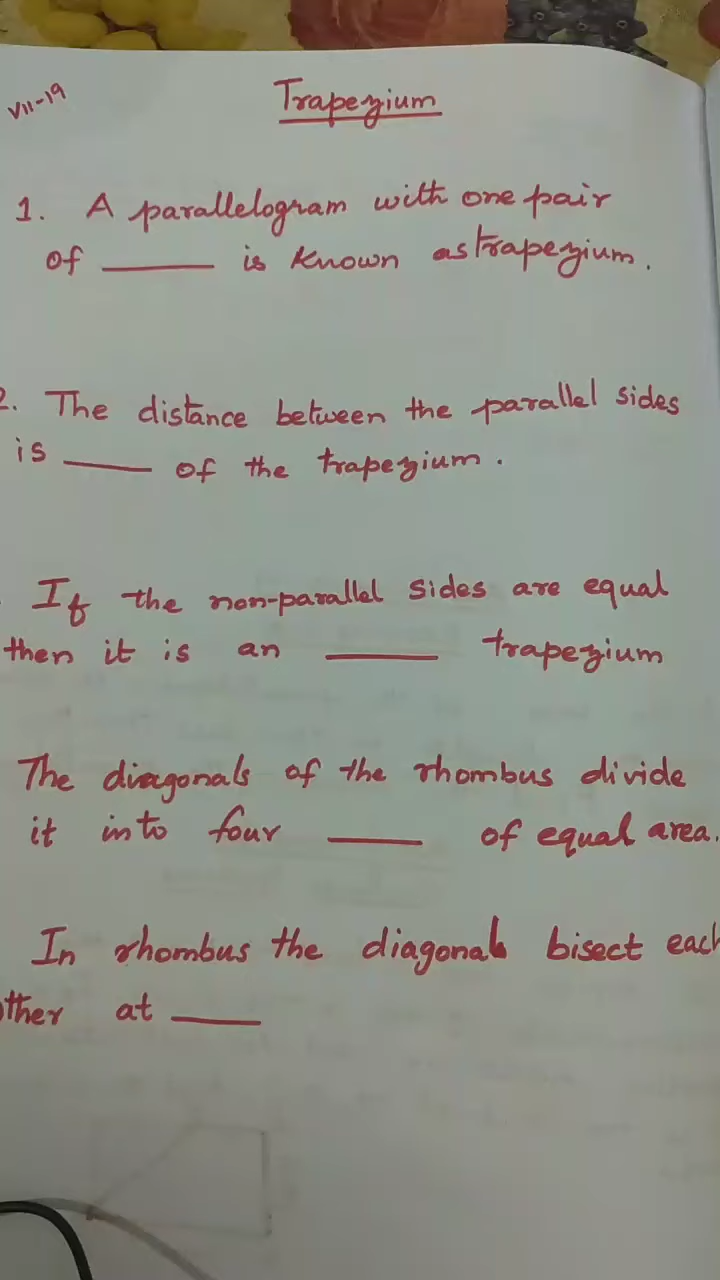 VII-19
Trapezium
1. A parallelogram with one pair
of _____ is known as trapezium.
2. The distance between the parallel sides
is _____ of the trapezium.
If the non-parallel sides are equal
then it is an _____ trapezium
The diagonals of the rhombus divide
it into four _____ of equal area.
In rhombus the diagonals bisect each
other at _____